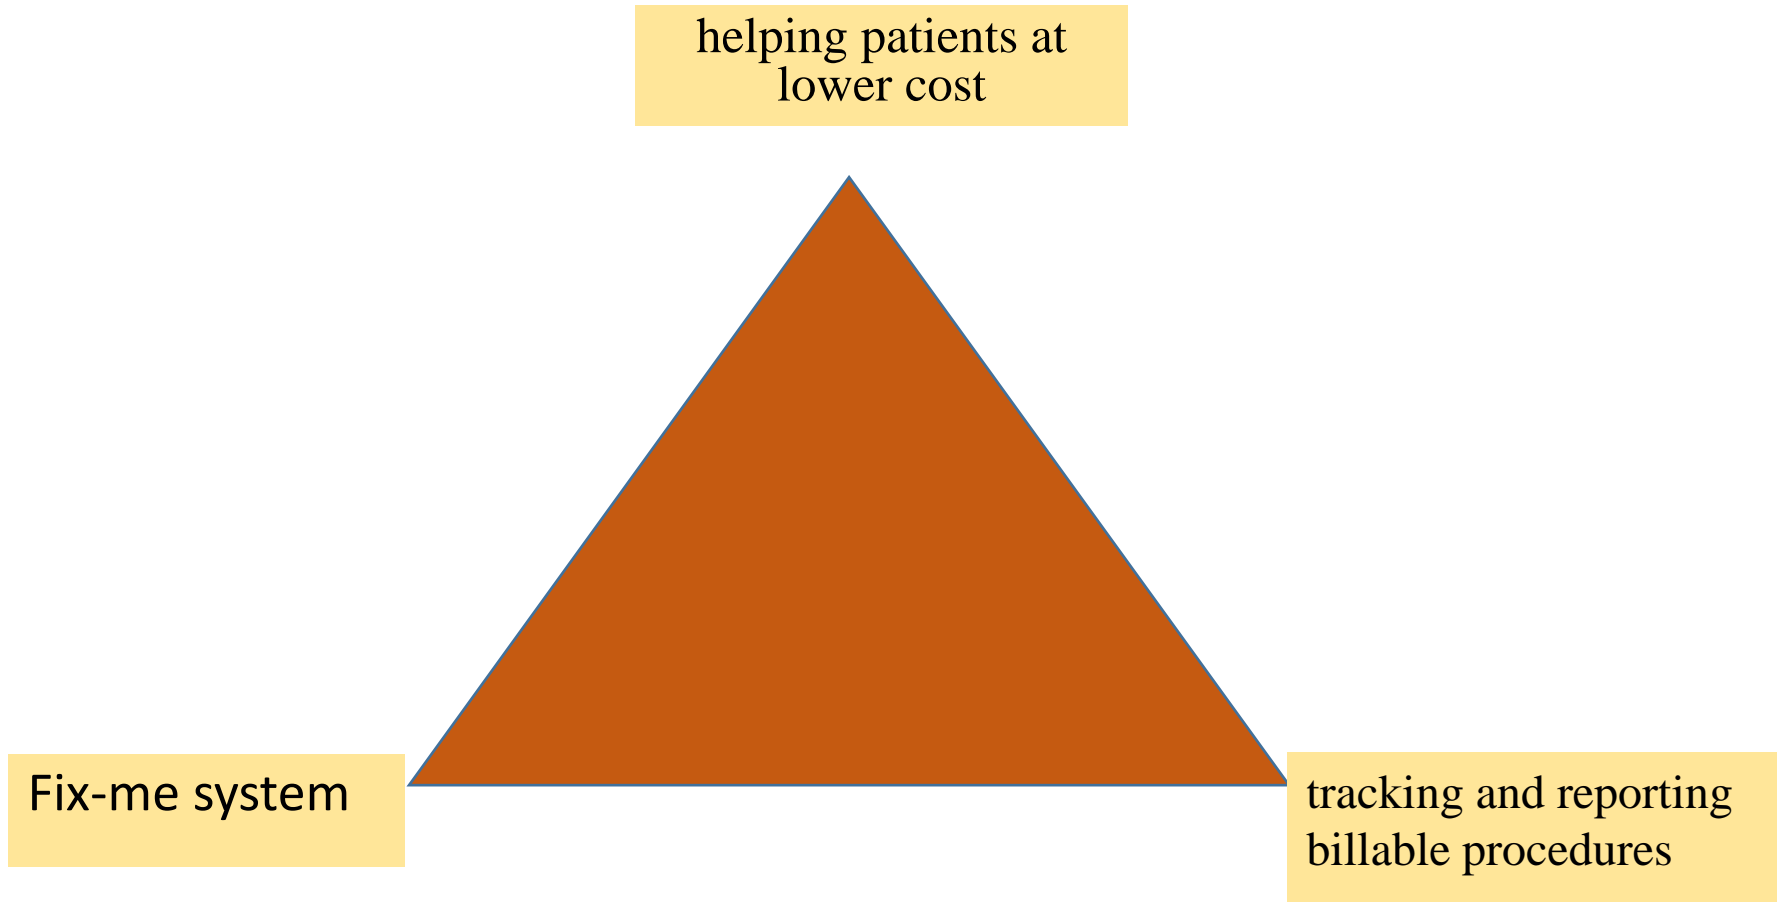 helping patients at
lower cost
Fix-me system
tracking and reporting
billable procedures